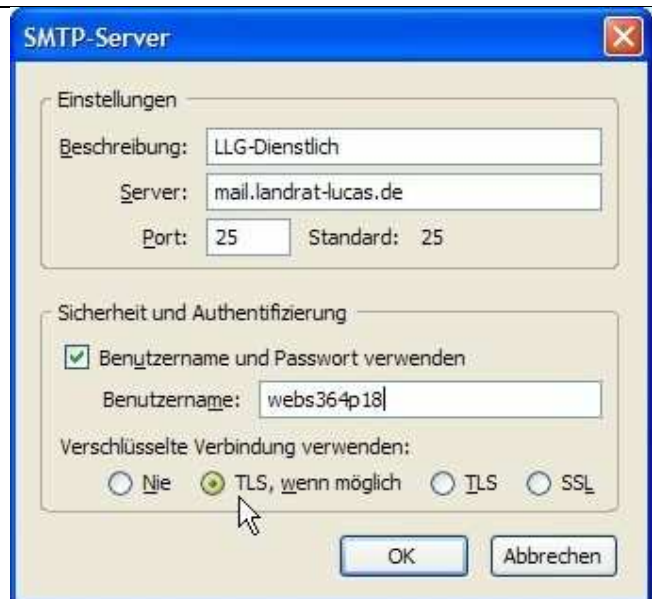 SMTP-Server
Einstellungen
Beschreibung: LLG-Dienstlich
Server: mail.landrat-lucas.de
Port: 25 Standard: 25
Sicherheit und Authentifizierung
Benutzername und Passwort verwenden
Benutzername: webs364p18
Verschlüsselte Verbindung verwenden:
Nie TLS, wenn möglich TLS SSL
OK Abbrechen